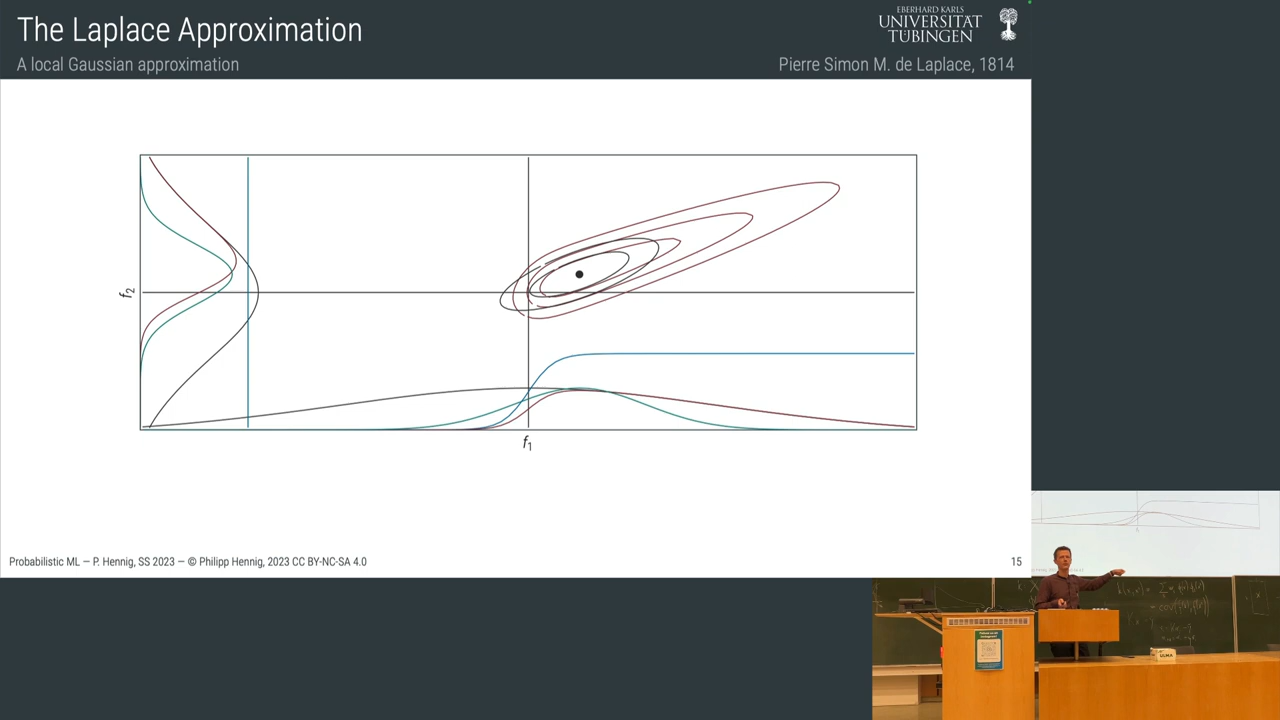 The Laplace Approximation
A local Gaussian approximation
EBERHARD KARLS
UNIVERSITÄT
TÜBINGEN
Pierre Simon M. de Laplace, 1814
f2
f1
Probabilistic ML — P. Hennig, SS 2023 — © Philipp Hennig, 2023 CC BY-NC-SA 4.0
15